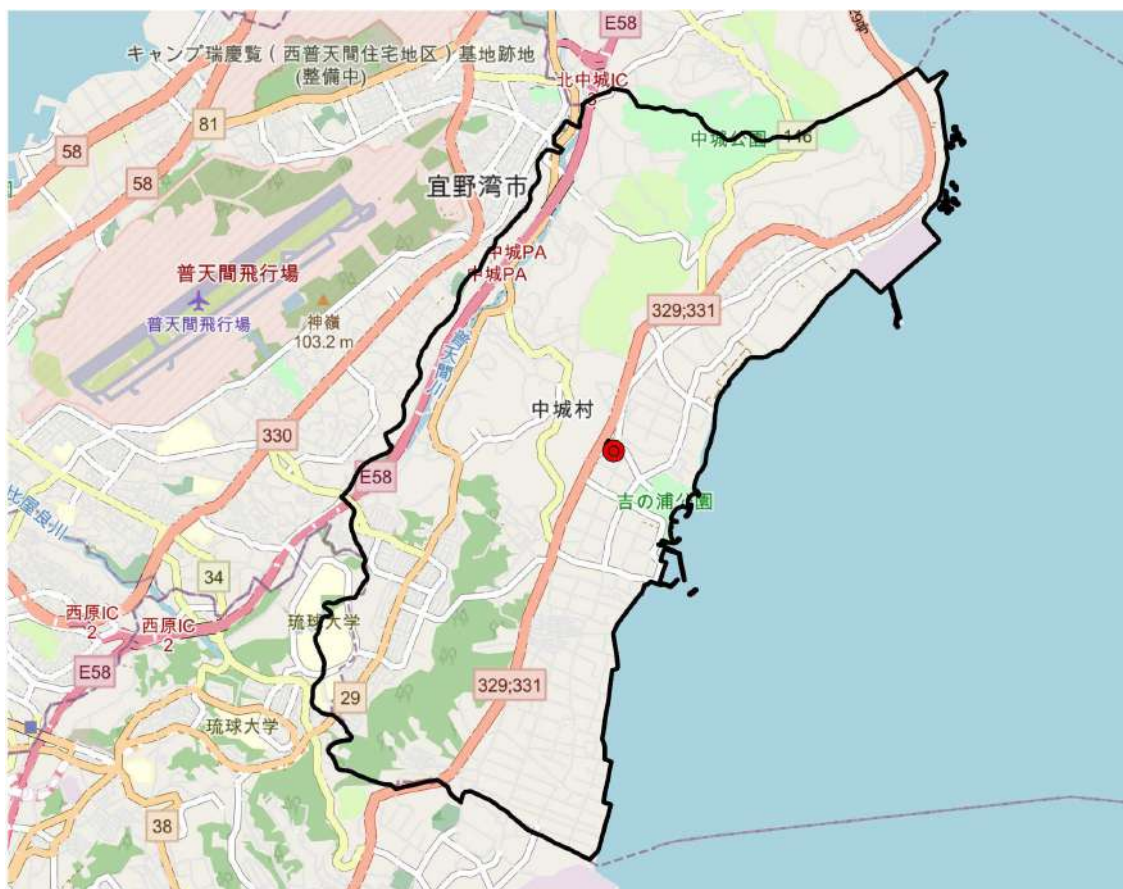 E58
キャンプ瑞慶覧（西普天間住宅地区）基地跡地
(整備中)
北中城IC
3
81
58
58
146
中城公園
宜野湾市
中城PA
中城PA
普天間飛行場
普天間飛行場
神嶺
103.2 m
329;331
普天間川
中城村
330
E58
吉の浦公園
比屋良川
34
西原IC
2
西原IC
2
琉球大学
E58
329;331
29
琉球大学
38